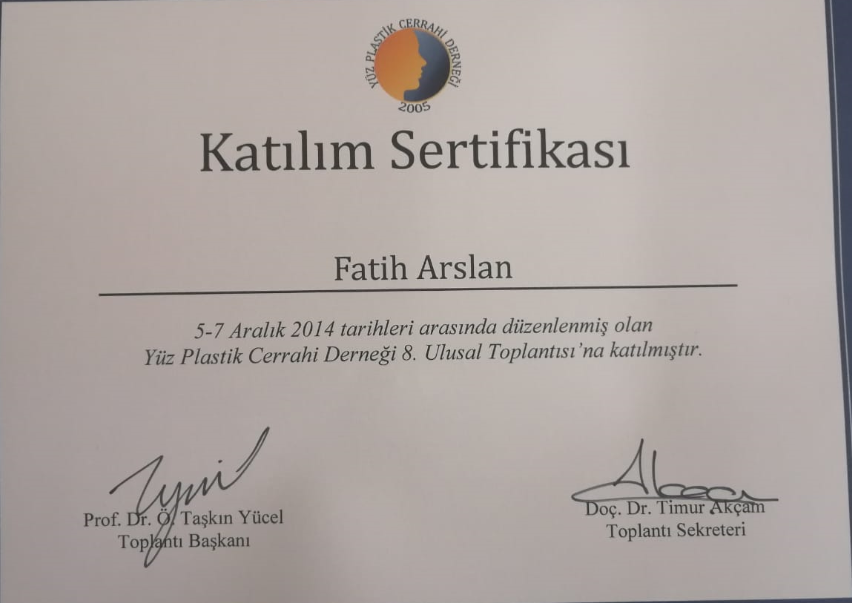 YÜZ PLASTİK CERRAHİ DERNEĞİ
2005
Katılım Sertifikası
Fatih Arslan
5-7 Aralık 2014 tarihleri arasında düzenlenmiş olan
Yüz Plastik Cerrahi Derneği 8. Ulusal Toplantısı'na katılmıştır.
Prof. Dr. Ö. Taşkın Yücel
Toplantı Başkanı
Doç. Dr. Timur Akçam
Toplantı Sekreteri